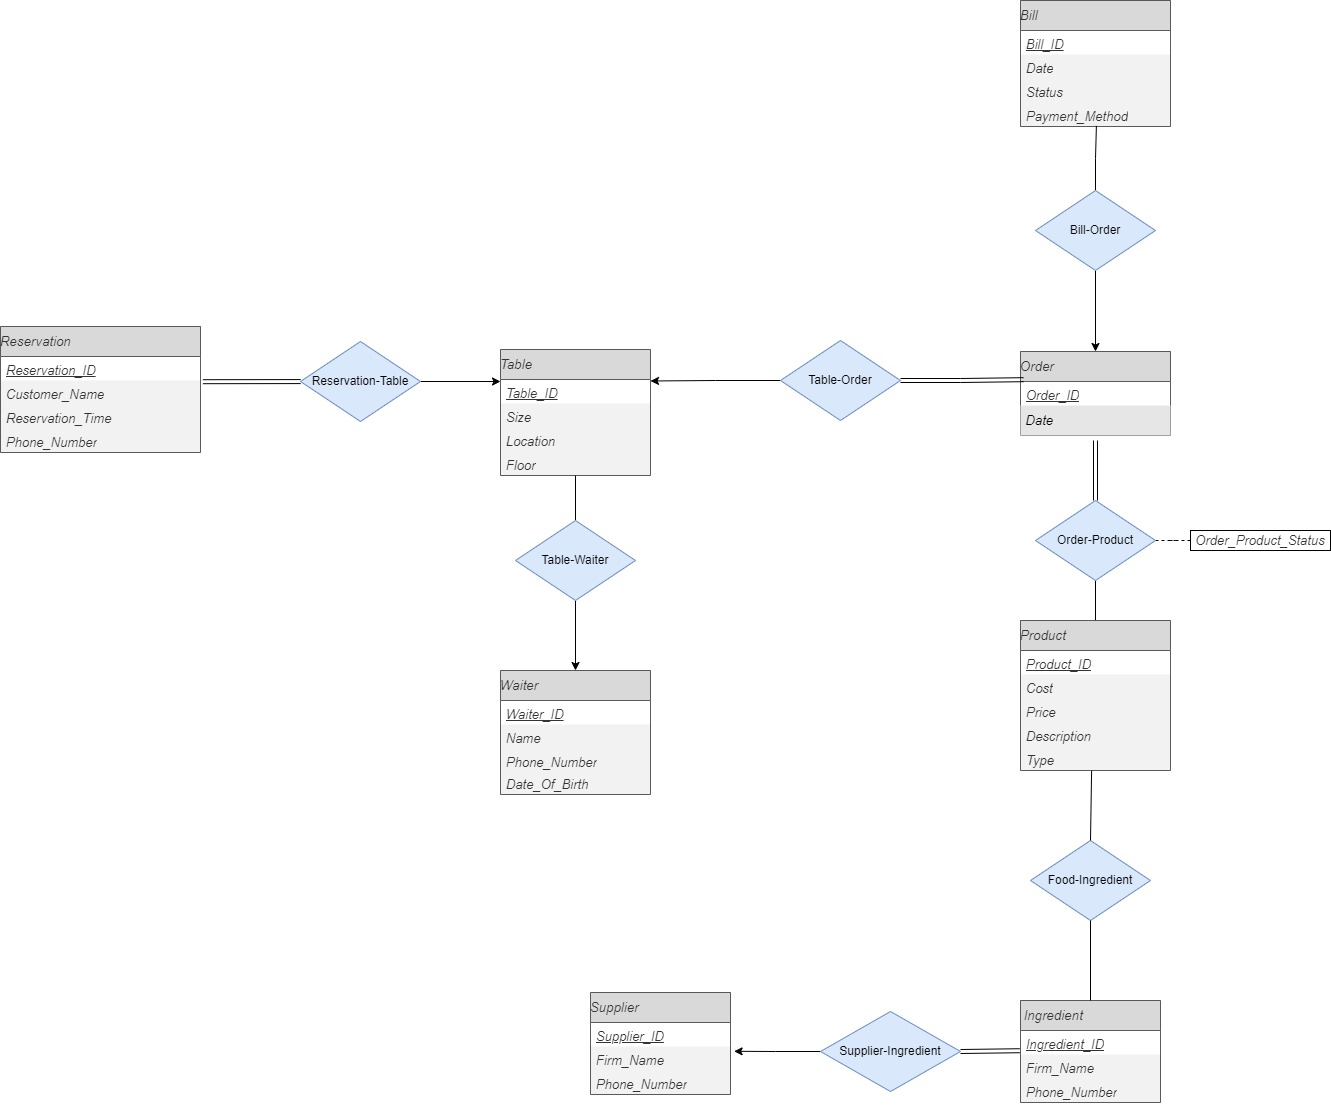 Bill
Bill_ID
Date
Status
Payment_Method
Bill-Order
Reservation
Reservation_ID
Customer_Name
Reservation_Time
Phone_Number
Reservation-Table
Table
Table_ID
Size
Location
Floor
Table-Order
Order
Order_ID
Date
Table-Waiter
Order-Product
Order_Product_Status
Waiter
Waiter_ID
Name
Phone_Number
Date_Of_Birth
Product
Product_ID
Cost
Price
Description
Type
Food-Ingredient
Supplier
Supplier_ID
Firm_Name
Phone_Number
Supplier-Ingredient
Ingredient
Ingredient_ID
Firm_Name
Phone_Number